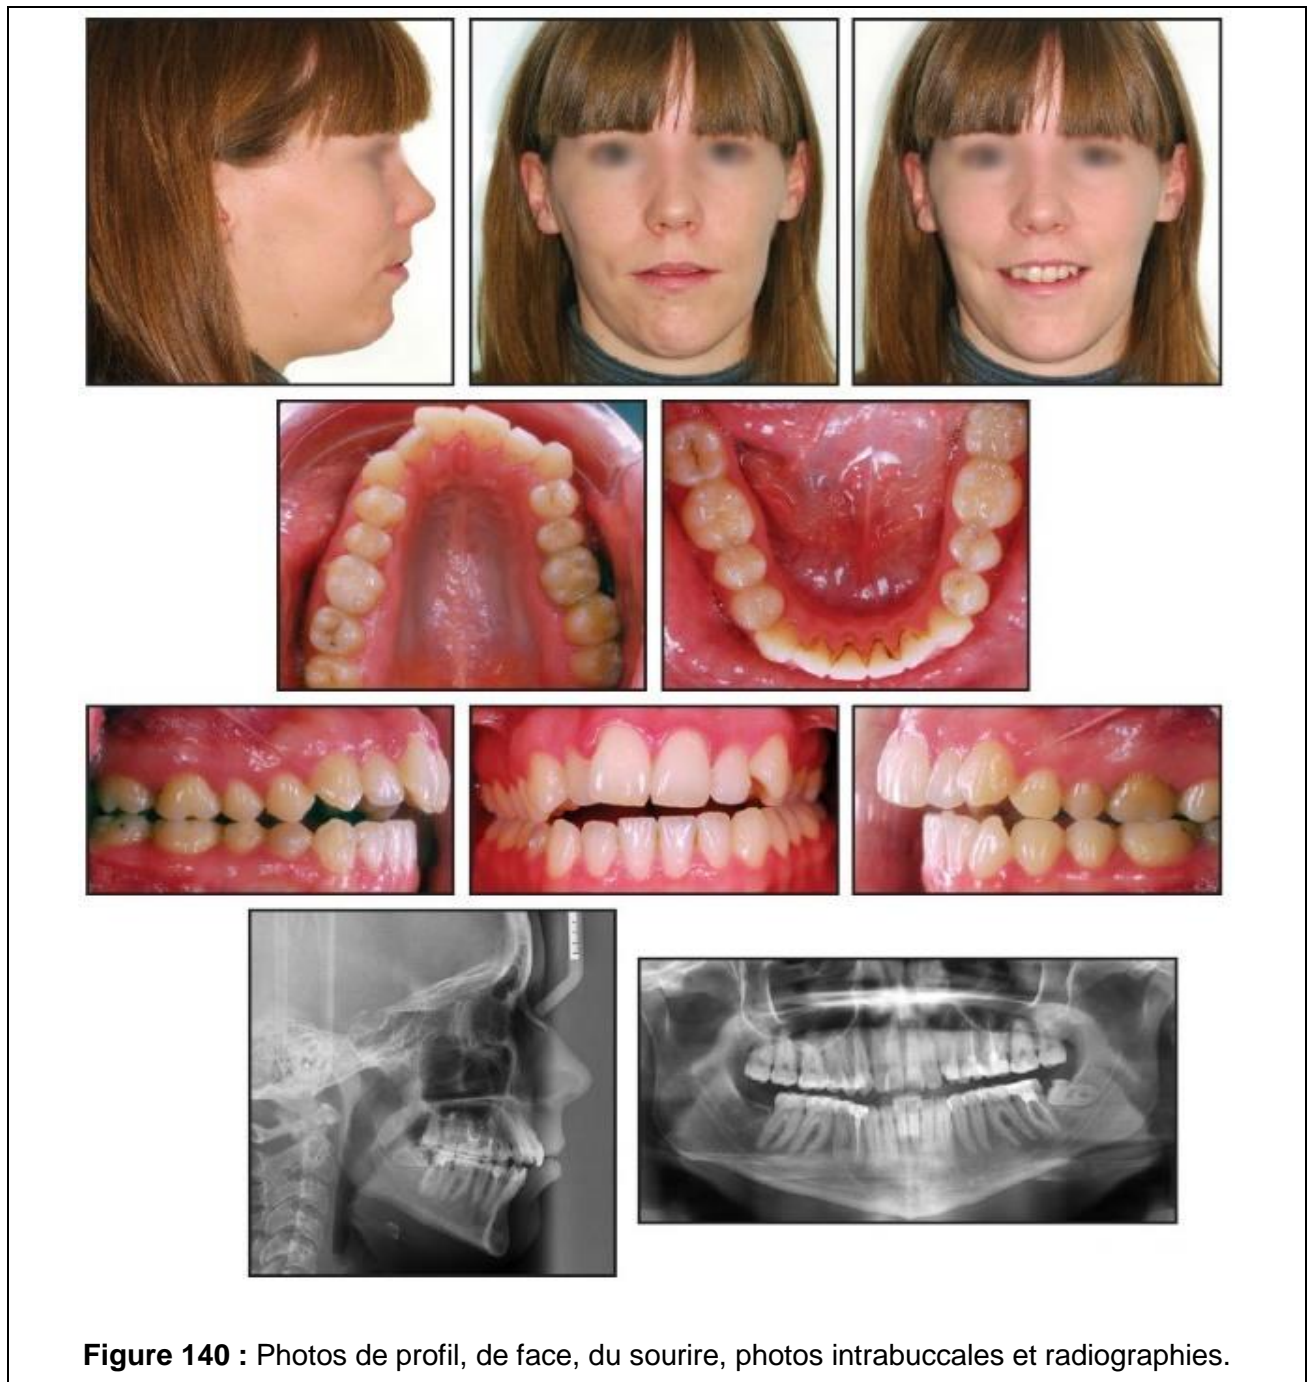 Figure 140 : Photos de profil, de face, du sourire, photos intrabuccales et radiographies.